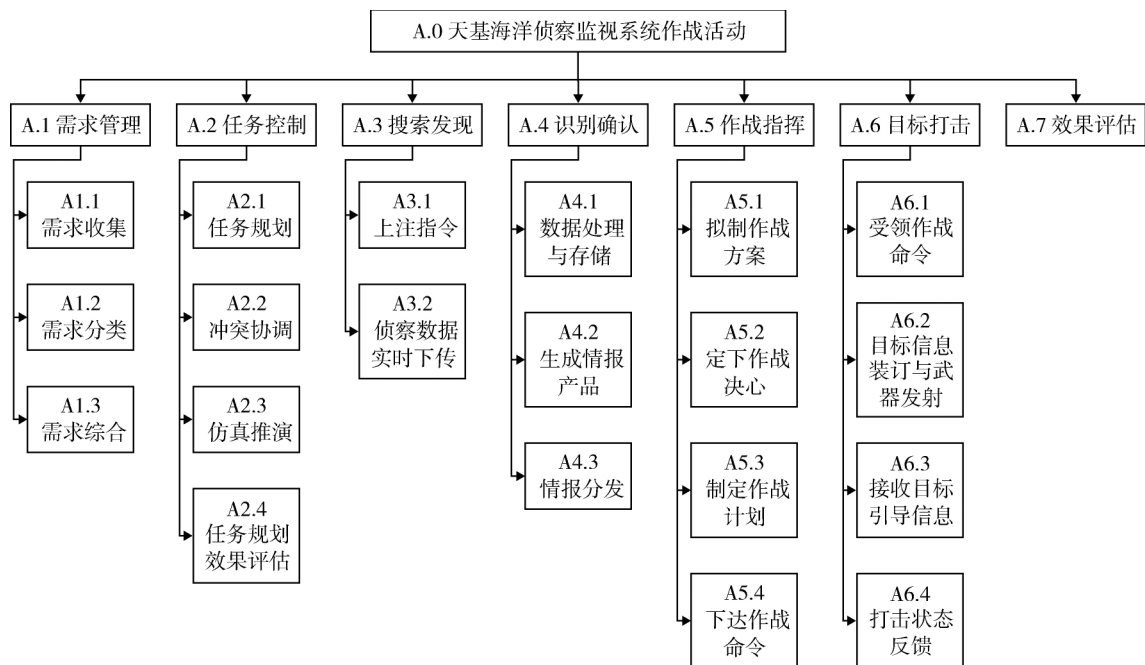 A.0 天基海洋侦察监视系统作战活动
A.1 需求管理
A.2 任务控制
A.3 搜索发现
A.4 识别确认
A.5 作战指挥
A.6 目标打击
A.7 效果评估
A1.1
需求收集
A1.2
需求分类
A1.3
需求综合
A2.1
任务规划
A2.2
冲突协调
A2.3
仿真推演
A2.4
任务规划
效果评估
A3.1
上注指令
A3.2
侦察数据
实时下传
A4.1
数据处理
与存储
A4.2
生成情报
产品
A4.3
情报分发
A5.1
拟制作战
方案
A5.2
定下作战
决心
A5.3
制定作战
计划
A5.4
下达作战
命令
A6.1
受领作战
命令
A6.2
目标信息
装订与武
器发射
A6.3
接收目标
引导信息
A6.4
打击状态
反馈